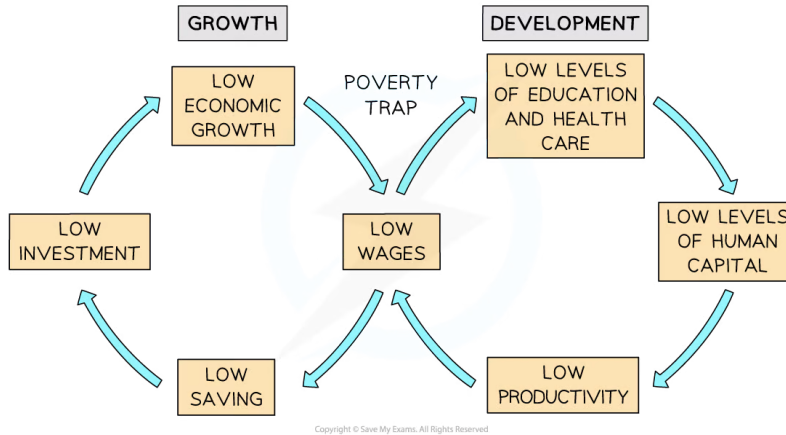 GROWTH
DEVELOPMENT
LOW
ECONOMIC
GROWTH
POVERTY
TRAP
LOW LEVELS
OF EDUCATION
AND HEALTH
CARE
LOW
INVESTMENT
LOW
WAGES
LOW LEVELS
OF HUMAN
CAPITAL
LOW
SAVING
LOW
PRODUCTIVITY
Copyright © Save My Exams. All Rights Reserved